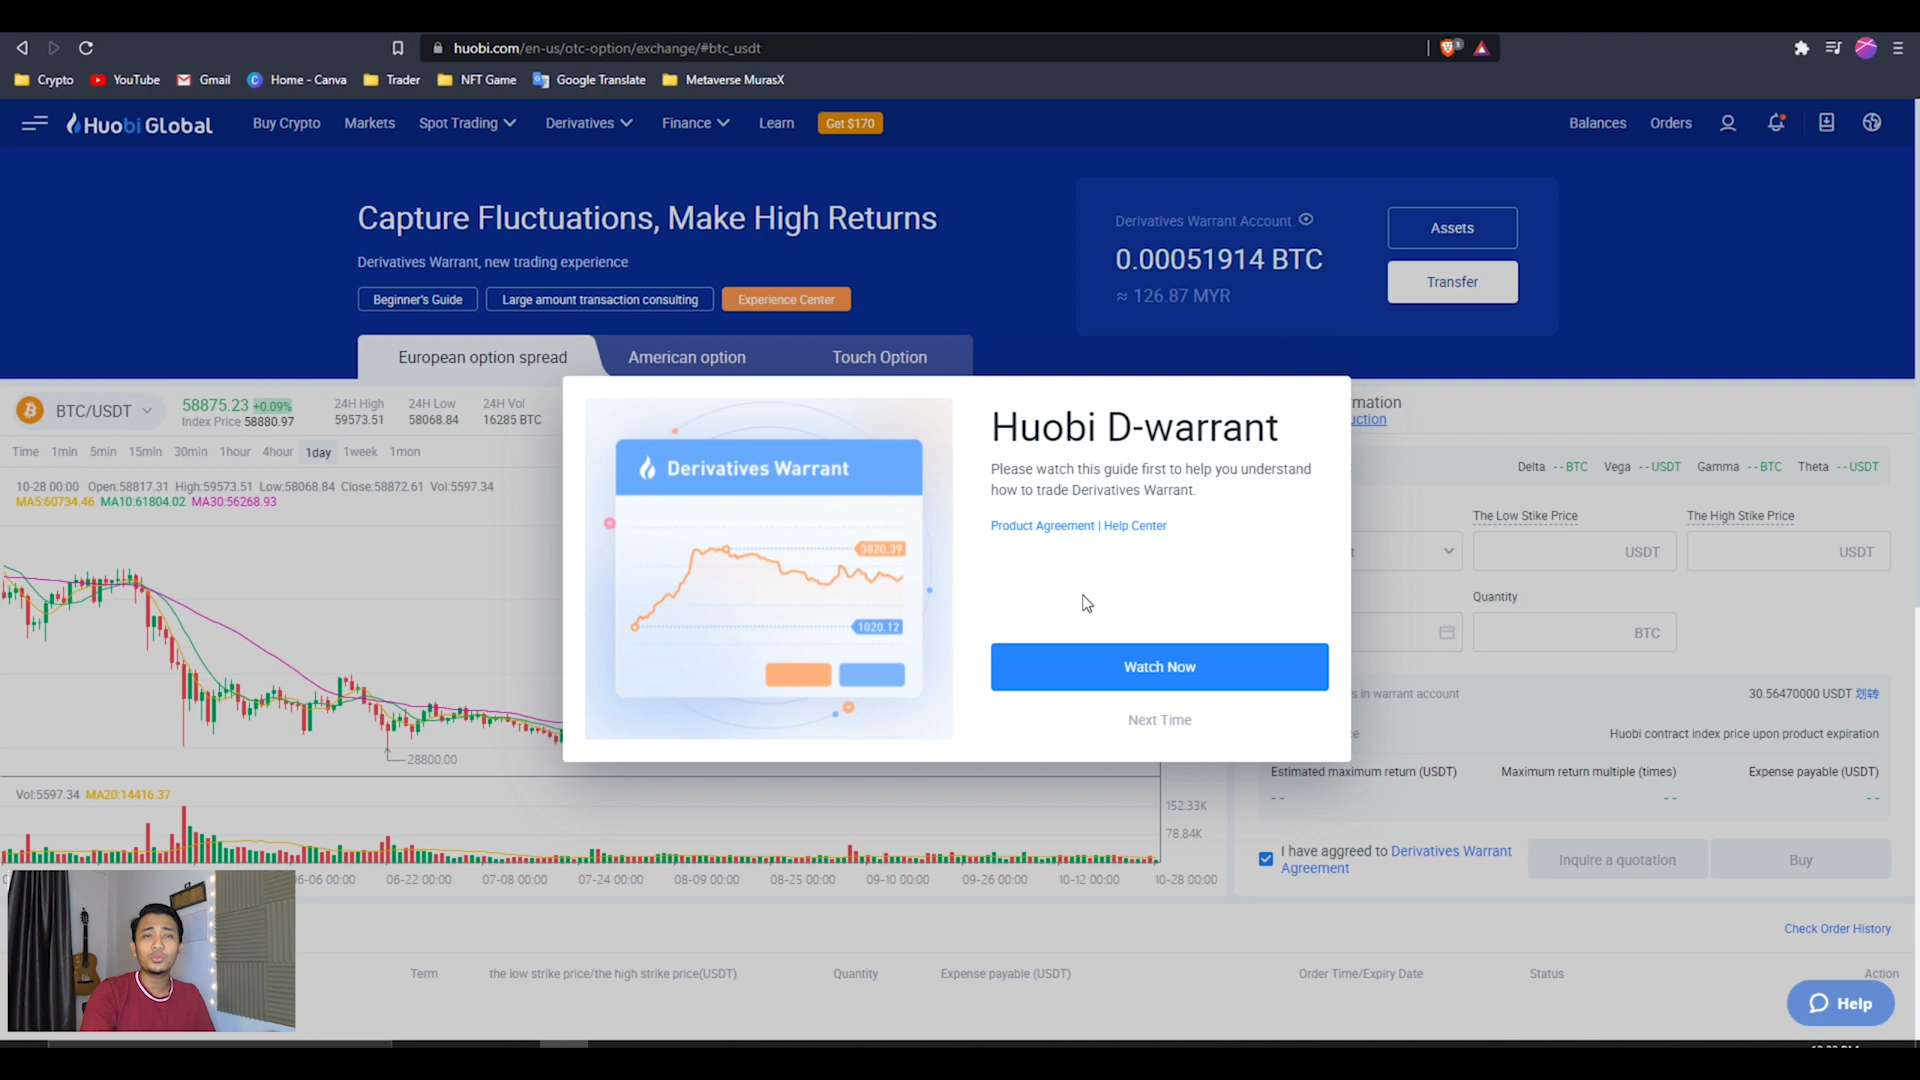 huobi.com/en-us/otc-option/exchange/#btc_usdt
Crypto
YouTube
Gmail
Home - Canva
Trader
NFT Game
Google Translate
Metaverse MurasX
Huobi Global
Buy Crypto
Markets
Spot Trading
Derivatives
Finance
Learn
Get $170
Balances
Orders
Capture Fluctuations, Make High Returns
Derivatives Warrant, new trading experience
Beginner's Guide
Large amount transaction consulting
Experience Center
Derivatives Warrant Account
0.00051914 BTC
≈ 126.87 MYR
Assets
Transfer
European option spread
American option
Touch Option
BTC/USDT
58875.23 +0.09%
Index Price 58880.97
24H High
59573.51
24H Low
58068.84
24H Vol
16285 BTC
Time 1min 5min 15min 30min 1hour 4hour 1day 1week 1mon
10-28 00:00 Open:58817.31 High:59573.51 Low:58068.84 Close:58872.61 Vol:5597.34
MA5:60734.46 MA10:61804.02 MA30:56268.93
28800.00
Vol:5597.34 MA20:14416.37
152.33K
78.84K
6-06 00:00 06-22 00:00 07-08 00:00 07-24 00:00 08-09 00:00 08-25 00:00 09-10 00:00 09-26 00:00 10-12 00:00 10-28 00:00
Derivatives Warrant
3820.39
1020.12
Huobi D-warrant
Please watch this guide first to help you understand
how to trade Derivatives Warrant.
Product Agreement | Help Center
Watch Now
Next Time
mation
uction
Delta --BTC Vega --USDT Gamma --BTC Theta --USDT
The Low Stike Price
The High Stike Price
t
USDT
USDT
Quantity
BTC
s in warrant account
30.56470000 USDT 划转
e
Huobi contract index price upon product expiration
Estimated maximum return (USDT)
Maximum return multiple (times)
Expense payable (USDT)
--
--
--
I have aggreed to Derivatives Warrant
Agreement
Inquire a quotation
Buy
Check Order History
Term
the low strike price/the high strike price(USDT)
Quantity
Expense payable (USDT)
Order Time/Expiry Date
Status
Action
Help